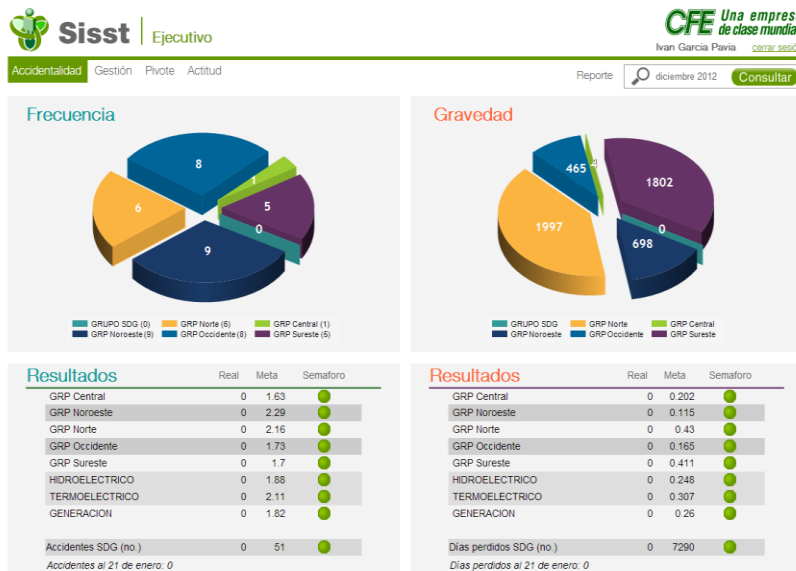 Sisst Ejecutivo
CFE Una empres
de clase mundia
Ivan Garcia Pavia cerrar sesió
Accidentalidad Gestión Pivote Actitud
Reporte diciembre 2012 Consultar
Frecuencia
8
1
5
0
6
9
GRUPO SDG (0) GRP Norte (6) GRP Central (1)
GRP Noroeste (9) GRP Occidente (8) GRP Sureste (5)
Gravedad
465
4
1802
0
1997
698
GRUPO SDG GRP Norte GRP Central
GRP Noroeste GRP Occidente GRP Sureste
Resultados Real Meta Semaforo
GRP Central 0 1.63
GRP Noroeste 0 2.29
GRP Norte 0 2.16
GRP Occidente 0 1.73
GRP Sureste 0 1.7
HIDROELECTRICO 0 1.88
TERMOELECTRICO 0 2.11
GENERACION 0 1.82
Accidentes SDG (no.) 0 51
Accidentes al 21 de enero: 0
Resultados Real Meta Semaforo
GRP Central 0 0.202
GRP Noroeste 0 0.115
GRP Norte 0 0.43
GRP Occidente 0 0.165
GRP Sureste 0 0.411
HIDROELECTRICO 0 0.248
TERMOELECTRICO 0 0.307
GENERACION 0 0.26
Días perdidos SDG (no.) 0 7290
Días perdidos al 21 de enero: 0